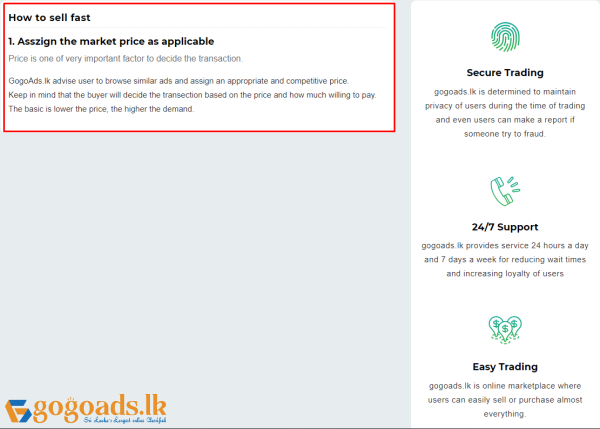 How to sell fast
1. Asszign the market price as applicable
Price is one of very important factor to decide the transaction.
GogoAds.lk advise user to browse similar ads and assign an appropriate and competitive price.
Keep in mind that the buyer will decide the transaction based on the price and how much willing to pay.
The basic is lower the price, the higher the demand.
Secure Trading
gogoads.lk is determined to maintain
privacy of users during the time of trading
and even users can make a report if
someone try to fraud.
24/7 Support
gogoads.lk provides service 24 hours a day
and 7 days a week for reducing wait times
and increasing loyalty of users
Easy Trading
gogoads.lk is online marketplace where
users can easily sell or purchase almost
everything.
gogoads.lk
Sri Lanka's Largest online Classifieds